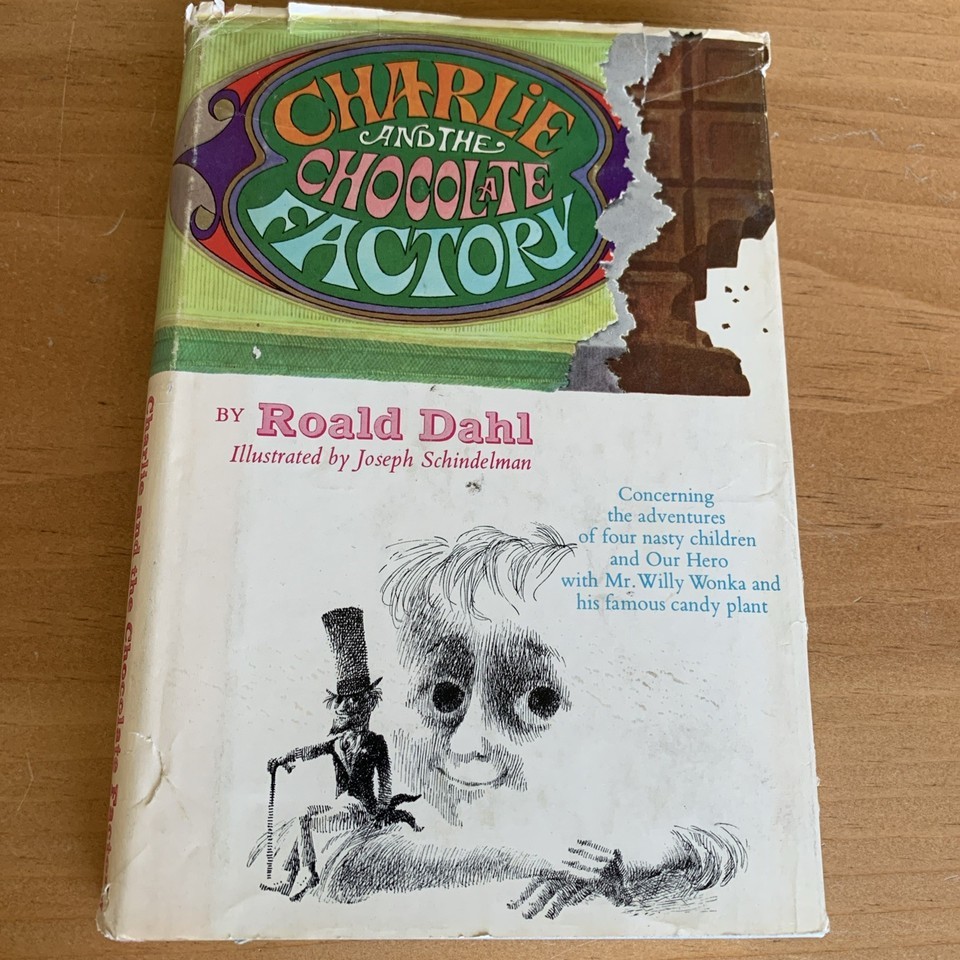 CHARLiE
AND THE
CHOCOLATE
FACTORY
BY Roald Dahl
Illustrated by Joseph Schindelman
Concerning
the adventures
of four nasty children
and Our Hero
with Mr. Willy Wonka and
his famous candy plant
Charlie and the Chocolate